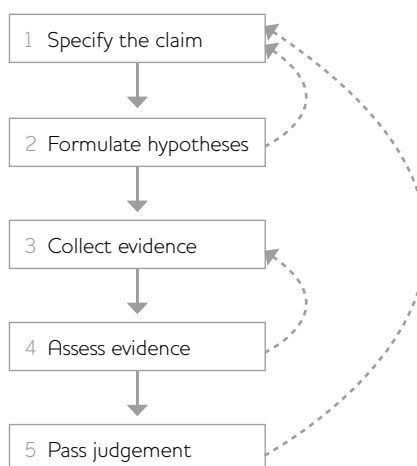 1 Specify the claim
2 Formulate hypotheses
3 Collect evidence
4 Assess evidence
5 Pass judgement